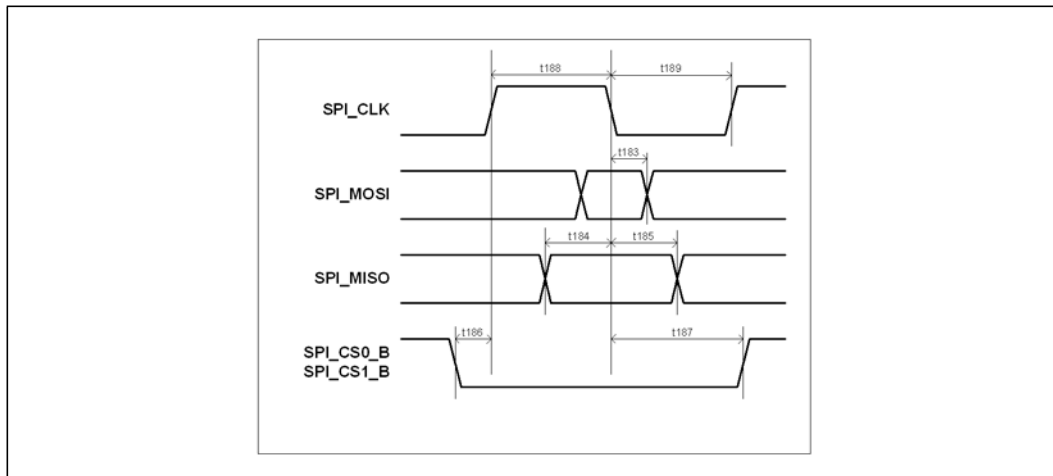 t188 t189
SPI_CLK
t183
SPI_MOSI
t184 t185
SPI_MISO
t186 t187
SPI_CS0_B
SPI_CS1_B